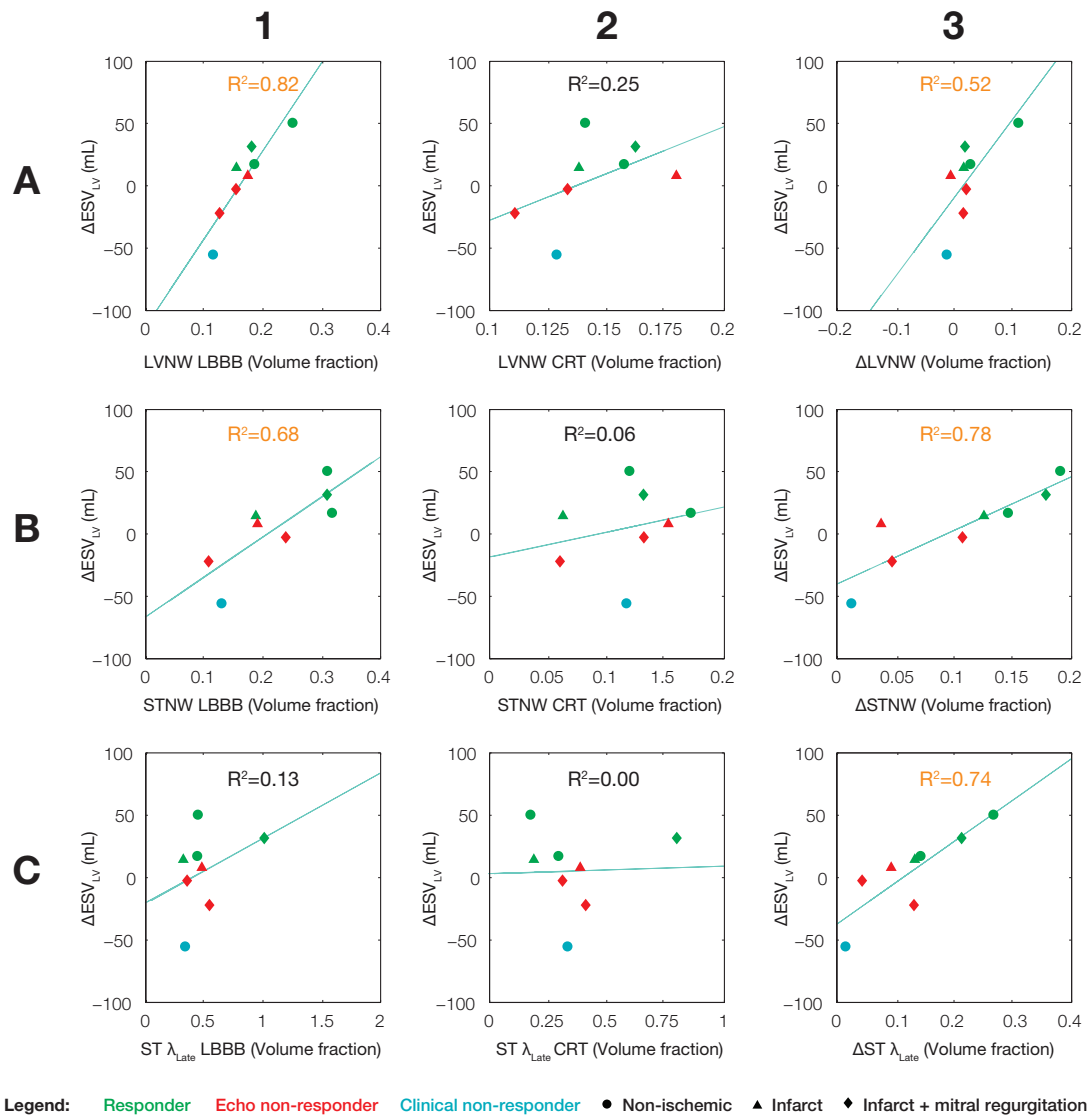 1 2 3
A
R²=0.82
ΔESV_LV (mL)
100
50
0
−50
−100
0 0.1 0.2 0.3 0.4
LVNW LBBB (Volume fraction)
R²=0.25
ΔESV_LV (mL)
100
50
0
−50
−100
0.1 0.125 0.15 0.175 0.2
LVNW CRT (Volume fraction)
R²=0.52
ΔESV_LV (mL)
100
50
0
−50
−100
-0.2 -0.1 0 0.1 0.2
ΔLVNW (Volume fraction)
B
R²=0.68
ΔESV_LV (mL)
100
50
0
−50
−100
0 0.1 0.2 0.3 0.4
STNW LBBB (Volume fraction)
R²=0.06
ΔESV_LV (mL)
100
50
0
−50
−100
0 0.05 0.1 0.15 0.2
STNW CRT (Volume fraction)
R²=0.78
ΔESV_LV (mL)
100
50
0
−50
−100
0 0.05 0.1 0.15 0.2
ΔSTNW (Volume fraction)
C
R²=0.13
ΔESV_LV (mL)
100
50
0
−50
−100
0 0.5 1 1.5 2
ST λ_Late LBBB (Volume fraction)
R²=0.00
ΔESV_LV (mL)
100
50
0
−50
−100
0 0.25 0.5 0.75 1
ST λ_Late CRT (Volume fraction)
R²=0.74
ΔESV_LV (mL)
100
50
0
−50
−100
0 0.1 0.2 0.3 0.4
ΔST λ_Late (Volume fraction)
Legend: Responder Echo non-responder Clinical non-responder ● Non-ischemic ▲ Infarct ◆ Infarct + mitral regurgitation